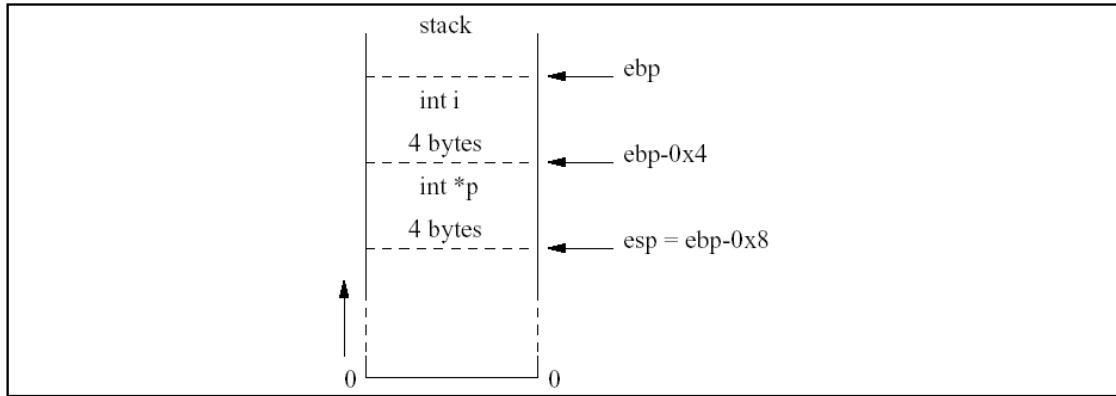 stack
ebp
int i
4 bytes
ebp-0x4
int *p
4 bytes
esp = ebp-0x8
0
0